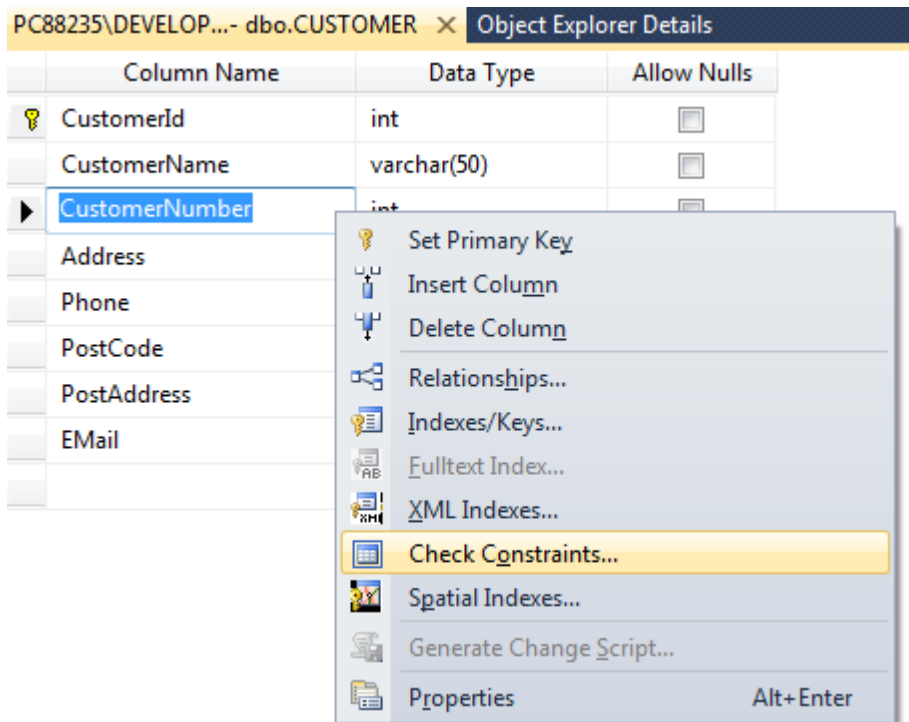 PC88235\DEVELOP...- dbo.CUSTOMER Object Explorer Details
Column Name Data Type Allow Nulls
CustomerId int
CustomerName varchar(50)
CustomerNumber int
Address
Phone
PostCode
PostAddress
EMail
Set Primary Key
Insert Column
Delete Column
Relationships...
Indexes/Keys...
Fulltext Index...
XML Indexes...
Check Constraints...
Spatial Indexes...
Generate Change Script...
Properties Alt+Enter